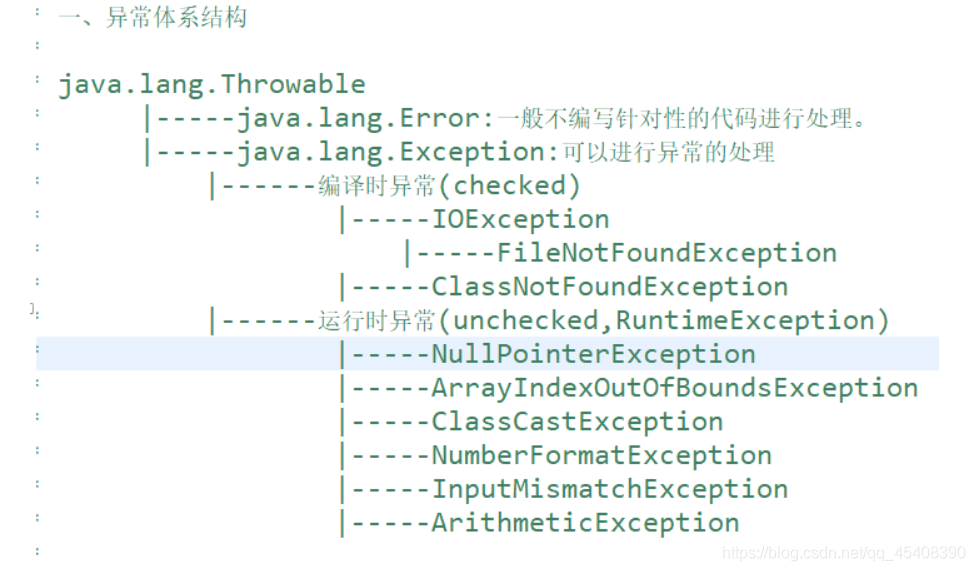 一、异常体系结构
java.lang.Throwable
|-----java.lang.Error:一般不编写针对性的代码进行处理。
|-----java.lang.Exception:可以进行异常的处理
|------编译时异常(checked)
|-----IOException
|-----FileNotFoundException
|-----ClassNotFoundException
|------运行时异常(unchecked,RuntimeException)
|-----NullPointerException
|-----ArrayIndexOutOfBoundsException
|-----ClassCastException
|-----NumberFormatException
|-----InputMismatchException
|-----ArithmeticException
https://blog.csdn.net/qq_45408390